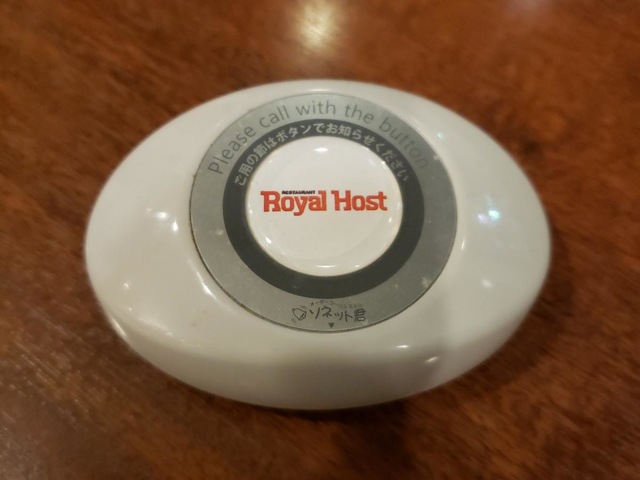 Please call with the button
ご用の節はボタンでお知らせください
RESTAURANT
Royal Host
ソネット君